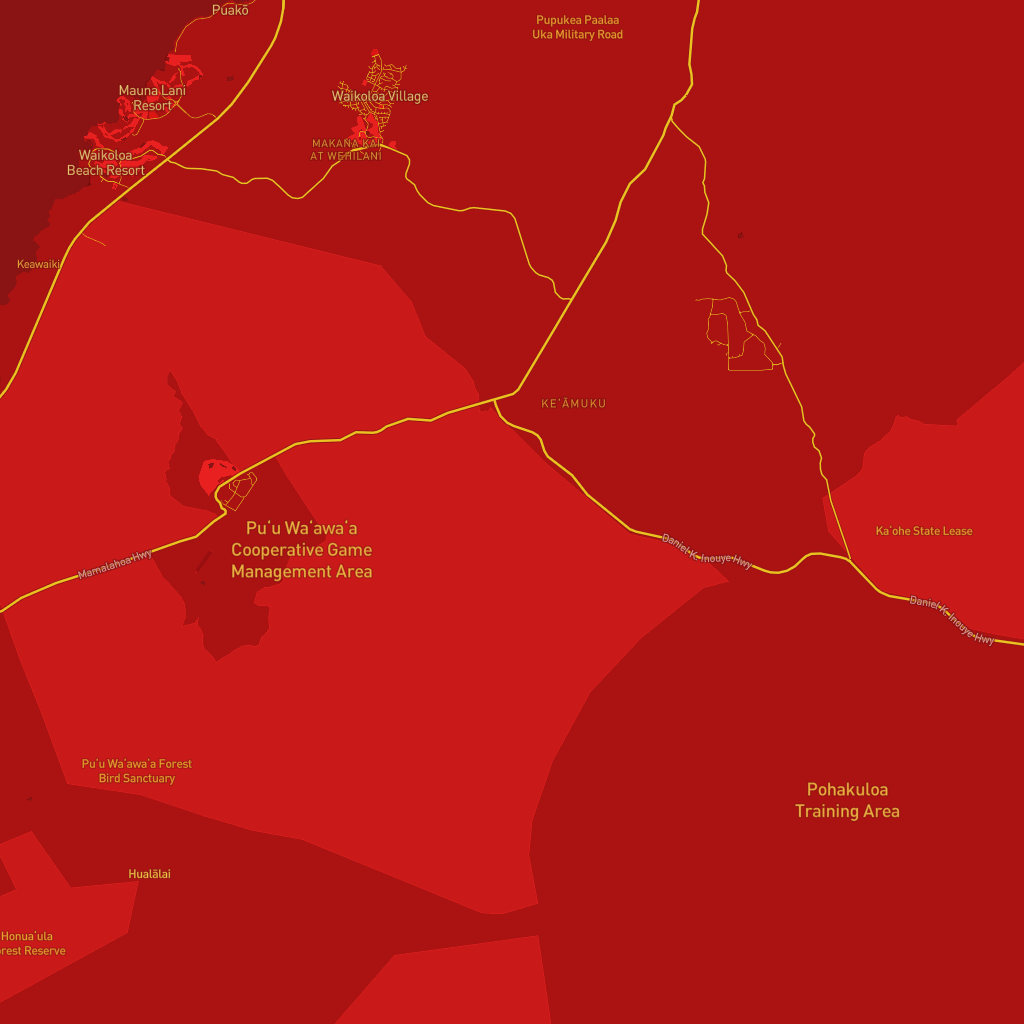 Puakō
Pupukea Paalaa
Uka Military Road
Mauna Lani
Resort
Waikoloa Village
MAKANA KAI
AT WEHILANI
Waikoloa
Beach Resort
Keawaiki
KEʻĀMUKU
Puʻu Waʻawaʻa
Cooperative Game
Management Area
Kaʻohe State Lease
Mamalahoa Hwy
Daniel K. Inouye Hwy
Daniel K. Inouye Hwy
Puʻu Waʻawaʻa Forest
Bird Sanctuary
Pohakuloa
Training Area
Hualālai
Honuaʻula
orest Reserve